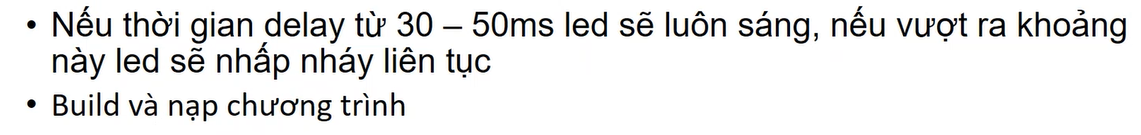 • Nếu thời gian delay từ 30 – 50ms led sẽ luôn sáng, nếu vượt ra khoảng
này led sẽ nhấp nháy liên tục
• Build và nạp chương trình